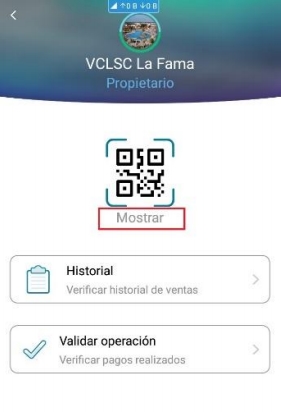 ↑0 B ↓0 B
VCLSC La Fama
Propietario
Mostrar
Historial
Verificar historial de ventas
Validar operación
Verificar pagos realizados